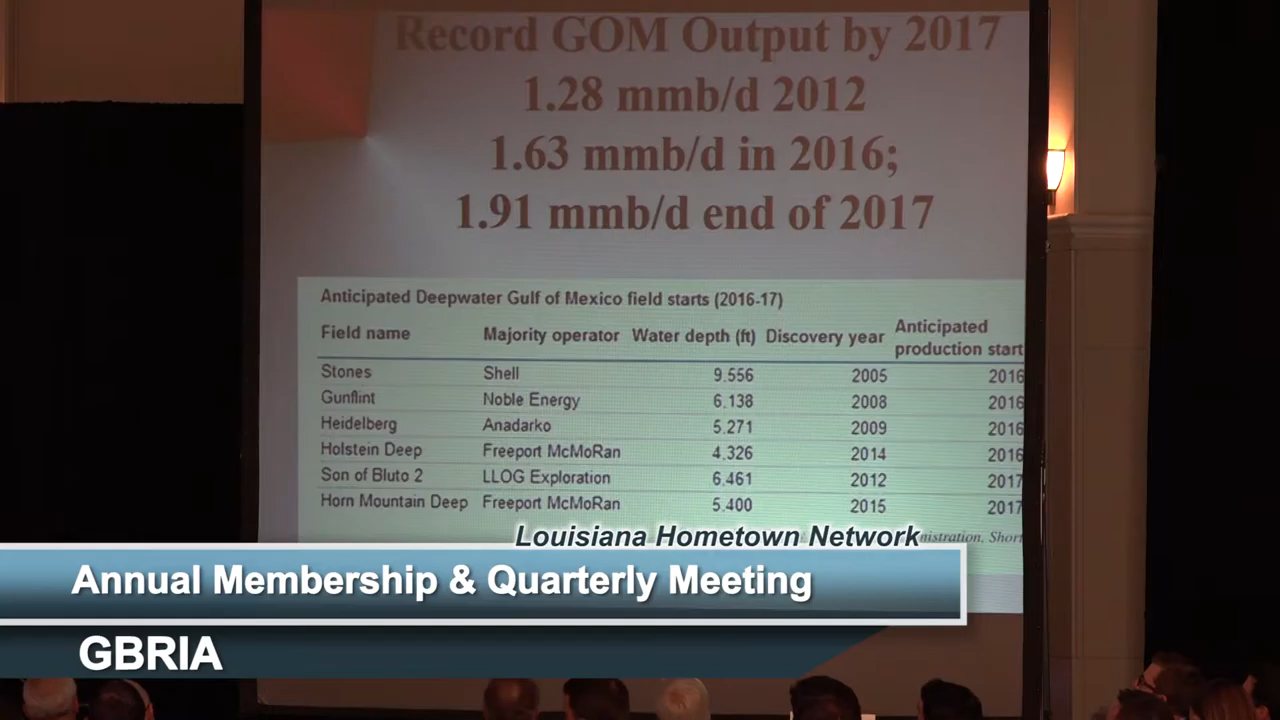 Record GOM Output by 2017
1.28 mmb/d 2012
1.63 mmb/d in 2016;
1.91 mmb/d end of 2017
Anticipated Deepwater Gulf of Mexico field starts (2016-17)
Field name Majority operator Water depth (ft) Discovery year Anticipated production start
Stones Shell 9.556 2005 2016
Gunflint Noble Energy 6.138 2008 2016
Heidelberg Anadarko 5.271 2009 2016
Holstein Deep Freeport McMoRan 4.326 2014 2016
Son of Bluto 2 LLOG Exploration 6.461 2012 2017
Horn Mountain Deep Freeport McMoRan 5.400 2015 2017
Louisiana Hometown Network
Annual Membership & Quarterly Meeting
GBRIA